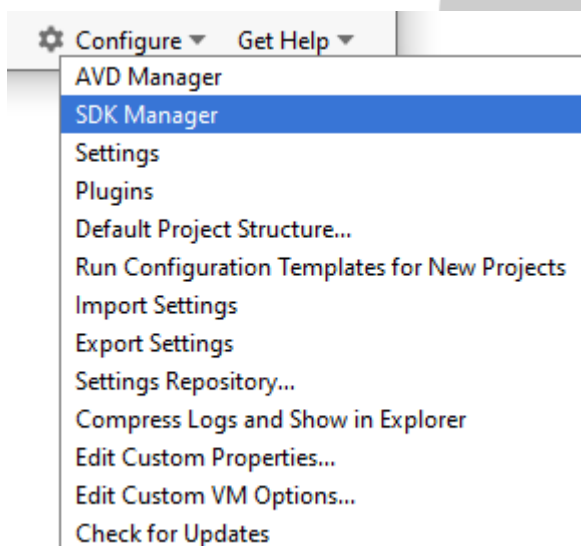 Configure Get Help
AVD Manager
SDK Manager
Settings
Plugins
Default Project Structure...
Run Configuration Templates for New Projects
Import Settings
Export Settings
Settings Repository...
Compress Logs and Show in Explorer
Edit Custom Properties...
Edit Custom VM Options...
Check for Updates